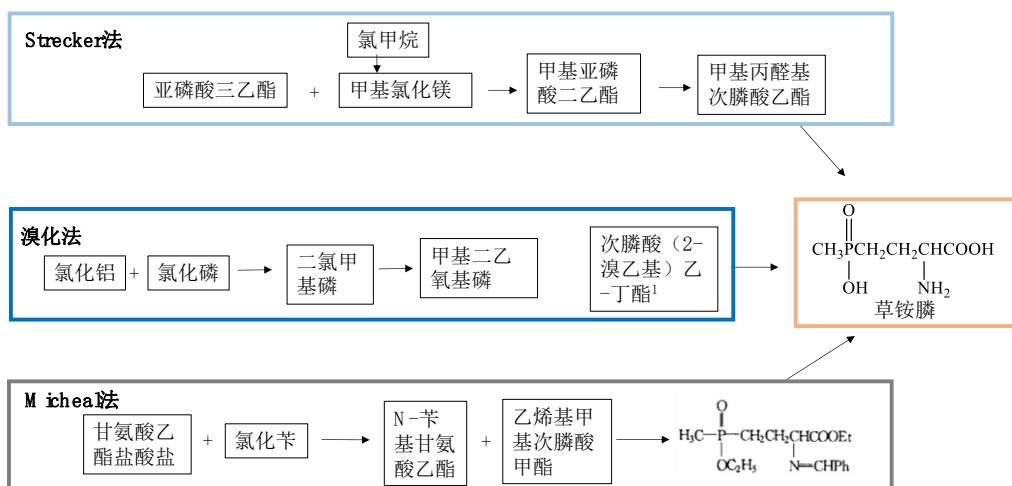 Strecker法
氯甲烷
亚磷酸三乙酯
+
甲基氯化镁
甲基亚磷
酸二乙酯
甲基丙醛基
次膦酸乙酯
溴化法
氯化铝
+
氯化磷
二氯甲
基磷
甲基二乙
氧基磷
次膦酸（2-
溴乙基）乙
-丁酯1
O
CH₃PCH₂CH₂CHCOOH
OH NH₂
草铵膦
Micheal法
甘氨酸乙
酯盐酸盐
+
氯化苄
N-苄
基甘氨
酸乙酯
+
乙烯基甲
基次膦酸
甲酯
O
H₃C—P—CH₂CH₂CHCOOEt
OC₂H₅ N═CHPh